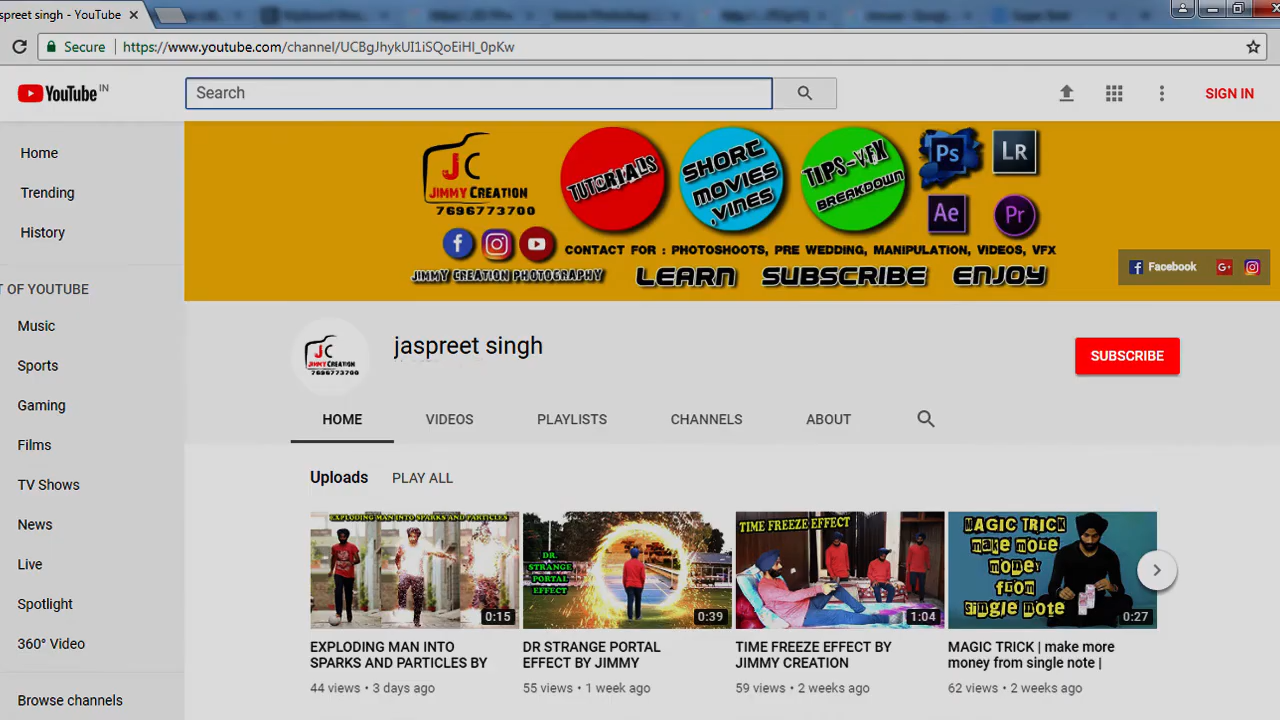 aspreet singh - YouTube
Secure
https://www.youtube.com/channel/UCBgJhykUI1iSQoEiHI_0pKw
YouTube IN
Search
SIGN IN
Home
Trending
History
T OF YOUTUBE
Music
Sports
Gaming
Films
TV Shows
News
Live
Spotlight
360° Video
Browse channels
JC
JIMMY CREATION
7696773700
TUTORIALS
SHORT
MOVIES
,VINES
TIPS-VFX
BREAKDOWN
Ps
LR
Ae
Pr
CONTACT FOR : PHOTOSHOOTS, PRE WEDDING, MANIPULATION, VIDEOS, VFX
JIMMY CREATION PHOTOGRAPHY
LEARN SUBSCRIBE ENJOY
Facebook
G+
JC
JIMMY CREATION
7696773700
jaspreet singh
SUBSCRIBE
HOME VIDEOS PLAYLISTS CHANNELS ABOUT
Uploads PLAY ALL
EXPLODING MAN INTO SPARKS AND PARTICLES
0:15
DR.
STRANGE
PORTAL
EFFECT
0:39
TIME FREEZE EFFECT
1:04
MAGIC TRICK
make more
money
from
single note
0:27
EXPLODING MAN INTO
SPARKS AND PARTICLES BY
44 views • 3 days ago
DR STRANGE PORTAL
EFFECT BY JIMMY
55 views • 1 week ago
TIME FREEZE EFFECT BY
JIMMY CREATION
59 views • 2 weeks ago
MAGIC TRICK | make more
money from single note |
62 views • 2 weeks ago